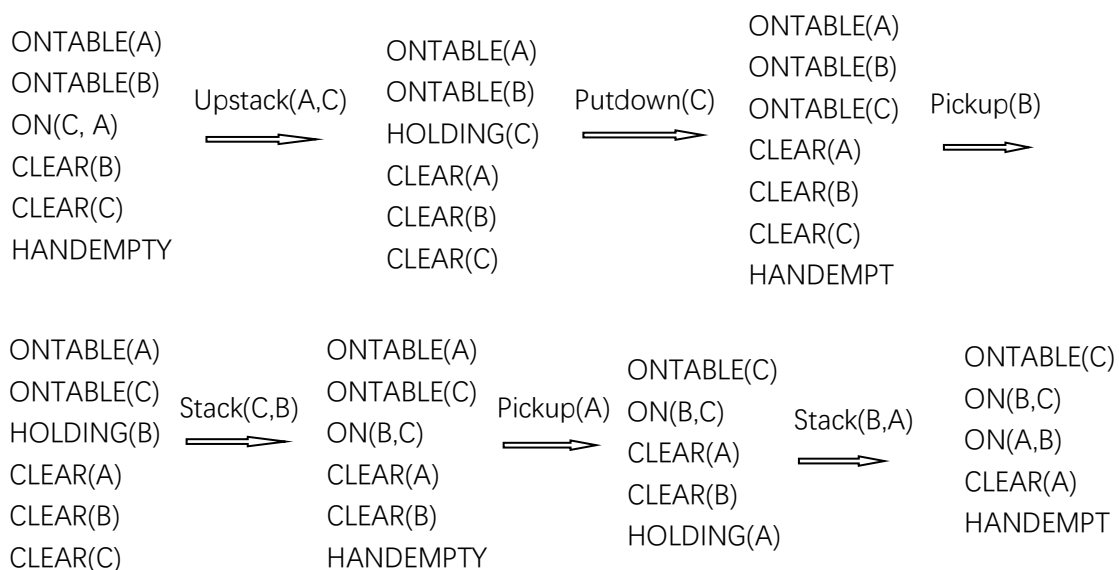 ONTABLE(A)
ONTABLE(B)
ON(C, A)
CLEAR(B)
CLEAR(C)
HANDEMPTY
Upstack(A,C)
ONTABLE(A)
ONTABLE(B)
HOLDING(C)
CLEAR(A)
CLEAR(B)
CLEAR(C)
Putdown(C)
ONTABLE(A)
ONTABLE(B)
ONTABLE(C)
CLEAR(A)
CLEAR(B)
CLEAR(C)
HANDEMPT
Pickup(B)
ONTABLE(A)
ONTABLE(C)
HOLDING(B)
CLEAR(A)
CLEAR(B)
CLEAR(C)
Stack(C,B)
ONTABLE(A)
ONTABLE(C)
ON(B,C)
CLEAR(A)
CLEAR(B)
HANDEMPTY
Pickup(A)
ONTABLE(C)
ON(B,C)
CLEAR(A)
CLEAR(B)
HOLDING(A)
Stack(B,A)
ONTABLE(C)
ON(B,C)
ON(A,B)
CLEAR(A)
HANDEMPT